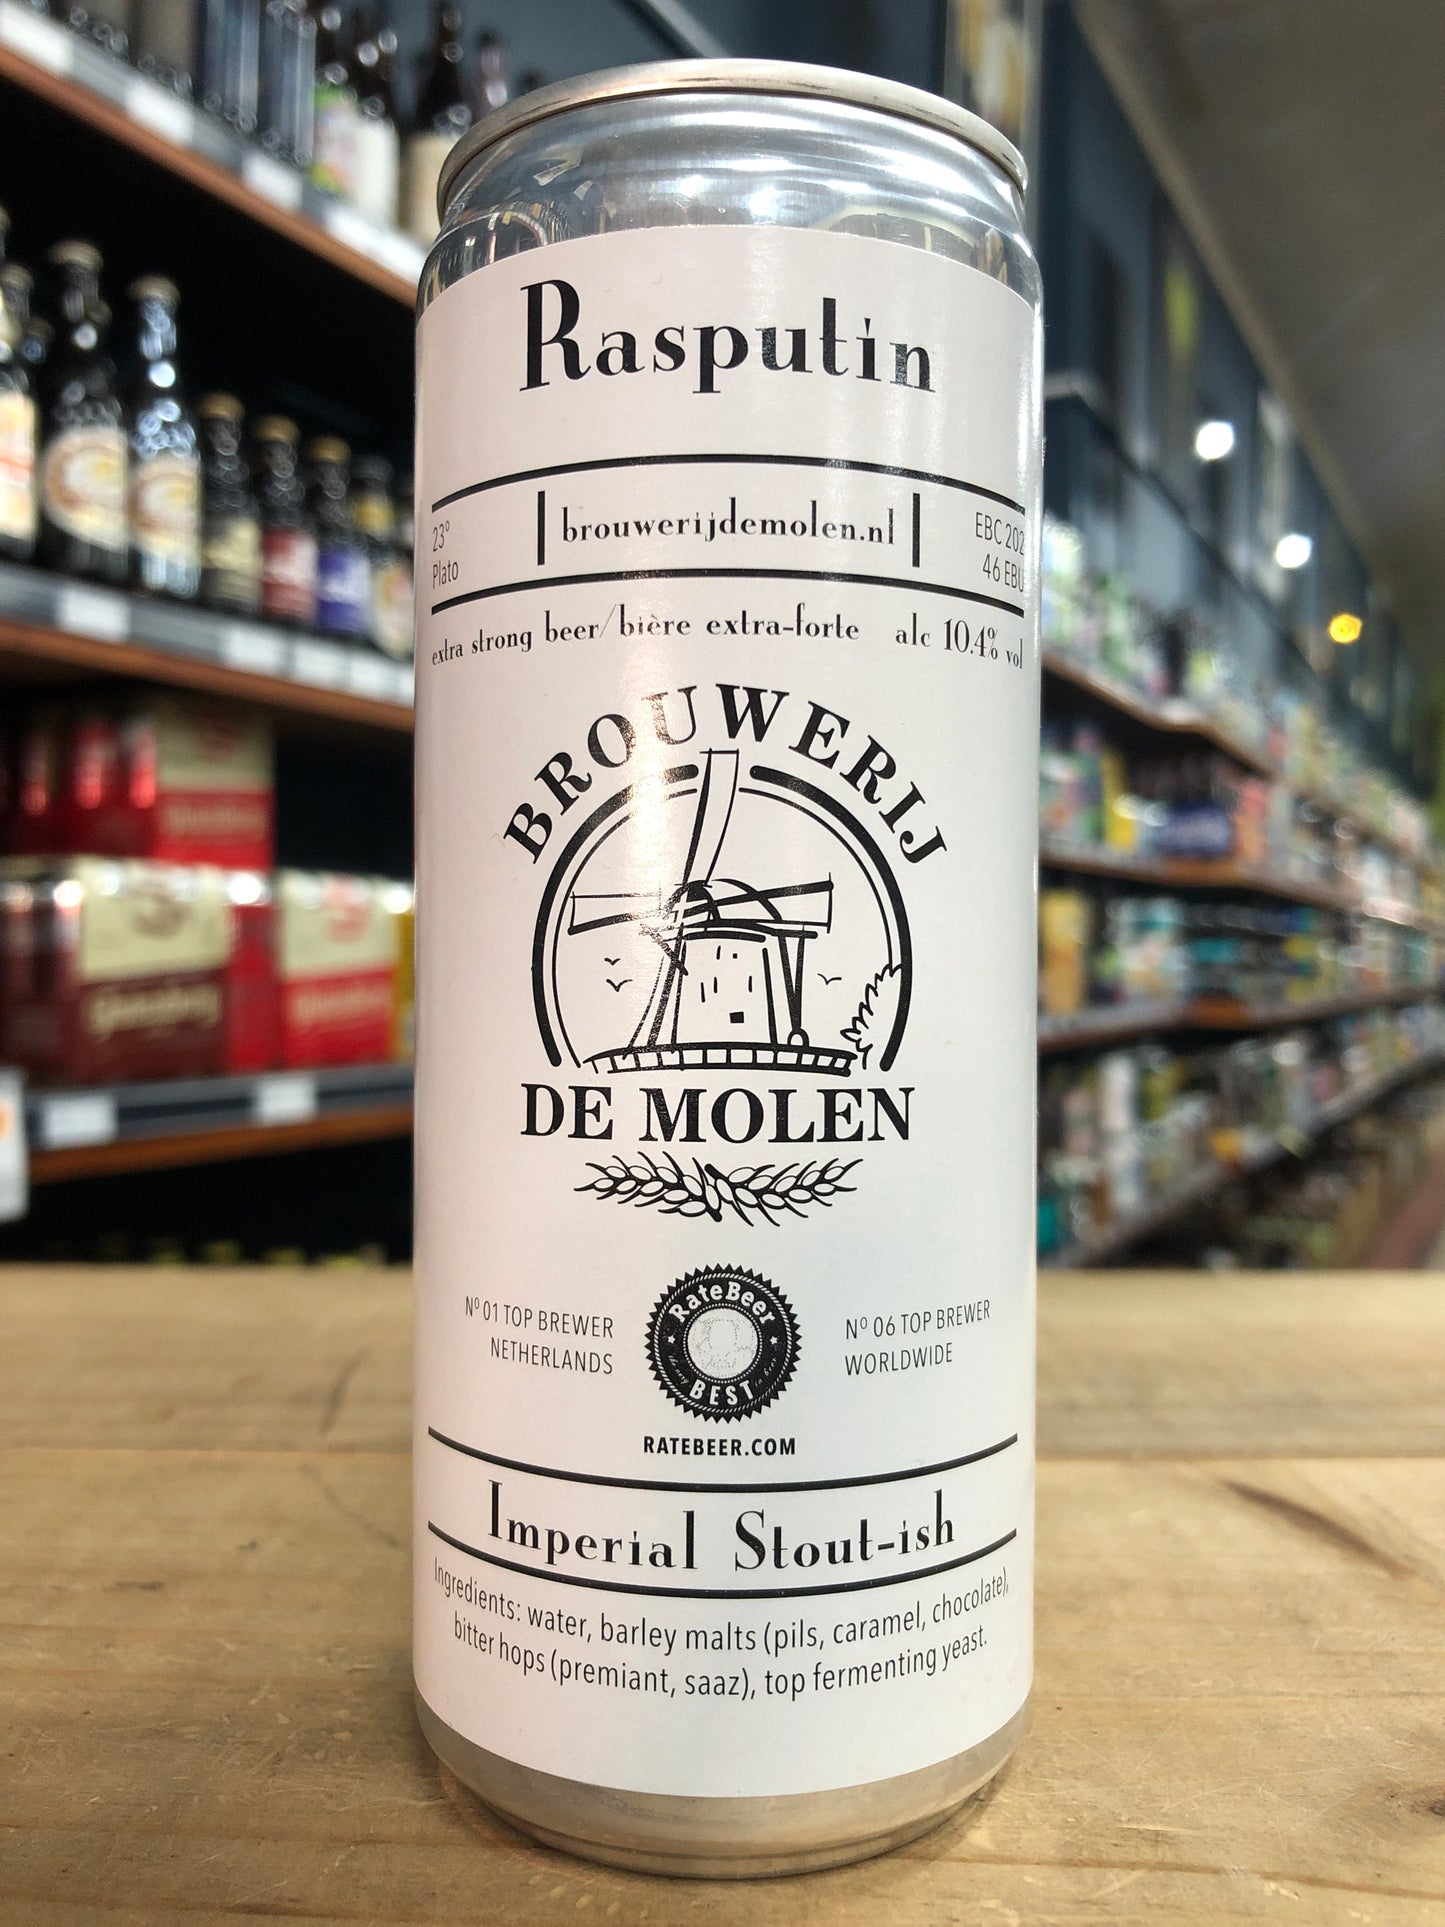 Rasputin
23°
Plato
brouwerijdemolen.nl
EBC 202
46 EBU
extra strong beer/bière extra-forte alc 10.4% vol
BROUWERIJ
DE MOLEN
Nº 01 TOP BREWER
NETHERLANDS
RateBeer
BEST
Nº 06 TOP BREWER
WORLDWIDE
RATEBEER.COM
Imperial Stout-ish
Ingredients: water, barley malts (pils, caramel, chocolate),
bitter hops (premiant, saaz), top fermenting yeast.